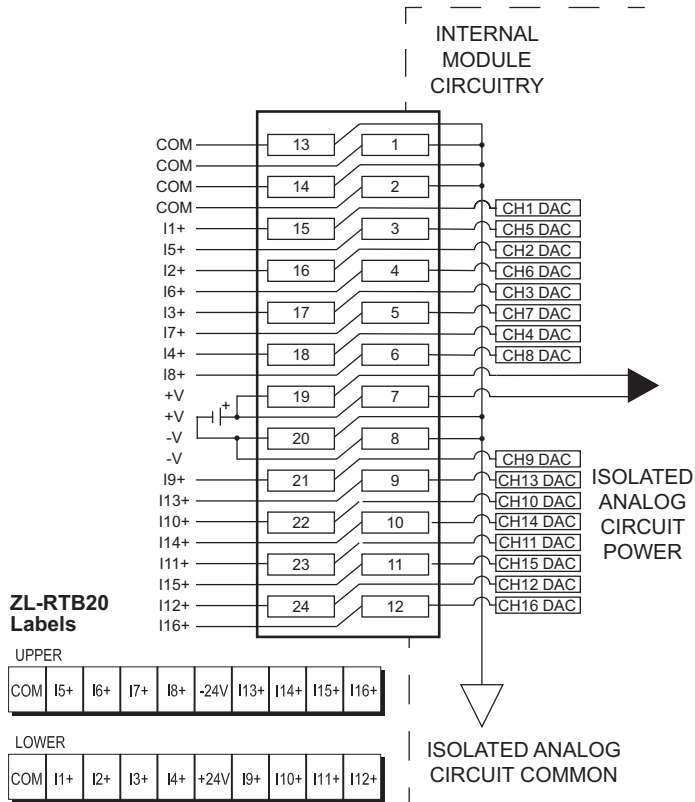 INTERNAL
MODULE
CIRCUITRY
COM
13
1
COM
COM
14
2
COM
CH1 DAC
I1+
15
3
CH5 DAC
I5+
CH2 DAC
I2+
16
4
CH6 DAC
I6+
CH3 DAC
I3+
17
5
CH7 DAC
I7+
CH4 DAC
I4+
18
6
CH8 DAC
I8+
+V
19
7
+
+V
-V
20
8
-V
CH9 DAC
I9+
21
9
CH13 DAC
I13+
CH10 DAC
I10+
22
10
CH14 DAC
I14+
CH11 DAC
I11+
23
11
CH15 DAC
I15+
CH12 DAC
I12+
24
12
CH16 DAC
I16+
ISOLATED
ANALOG
CIRCUIT
POWER
ZL-RTB20
Labels
UPPER
COM I5+ I6+ I7+ I8+ -24V I13+ I14+ I15+ I16+
LOWER
COM I1+ I2+ I3+ I4+ +24V I9+ I10+ I11+ I12+
ISOLATED ANALOG
CIRCUIT COMMON